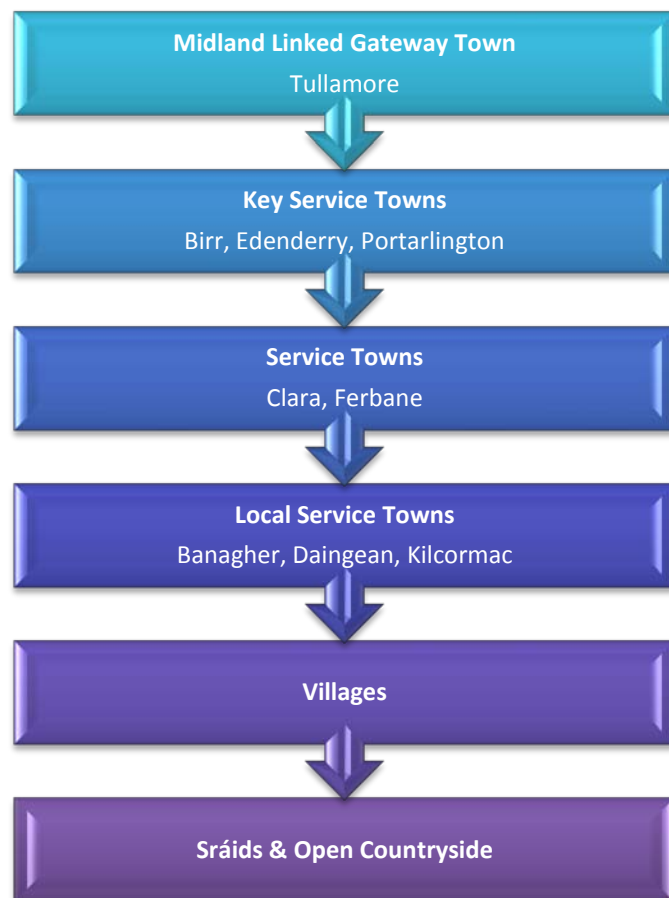 Midland Linked Gateway Town
Tullamore
Key Service Towns
Birr, Edenderry, Portarlington
Service Towns
Clara, Ferbane
Local Service Towns
Banagher, Daingean, Kilcormac
Villages
Sráids & Open Countryside